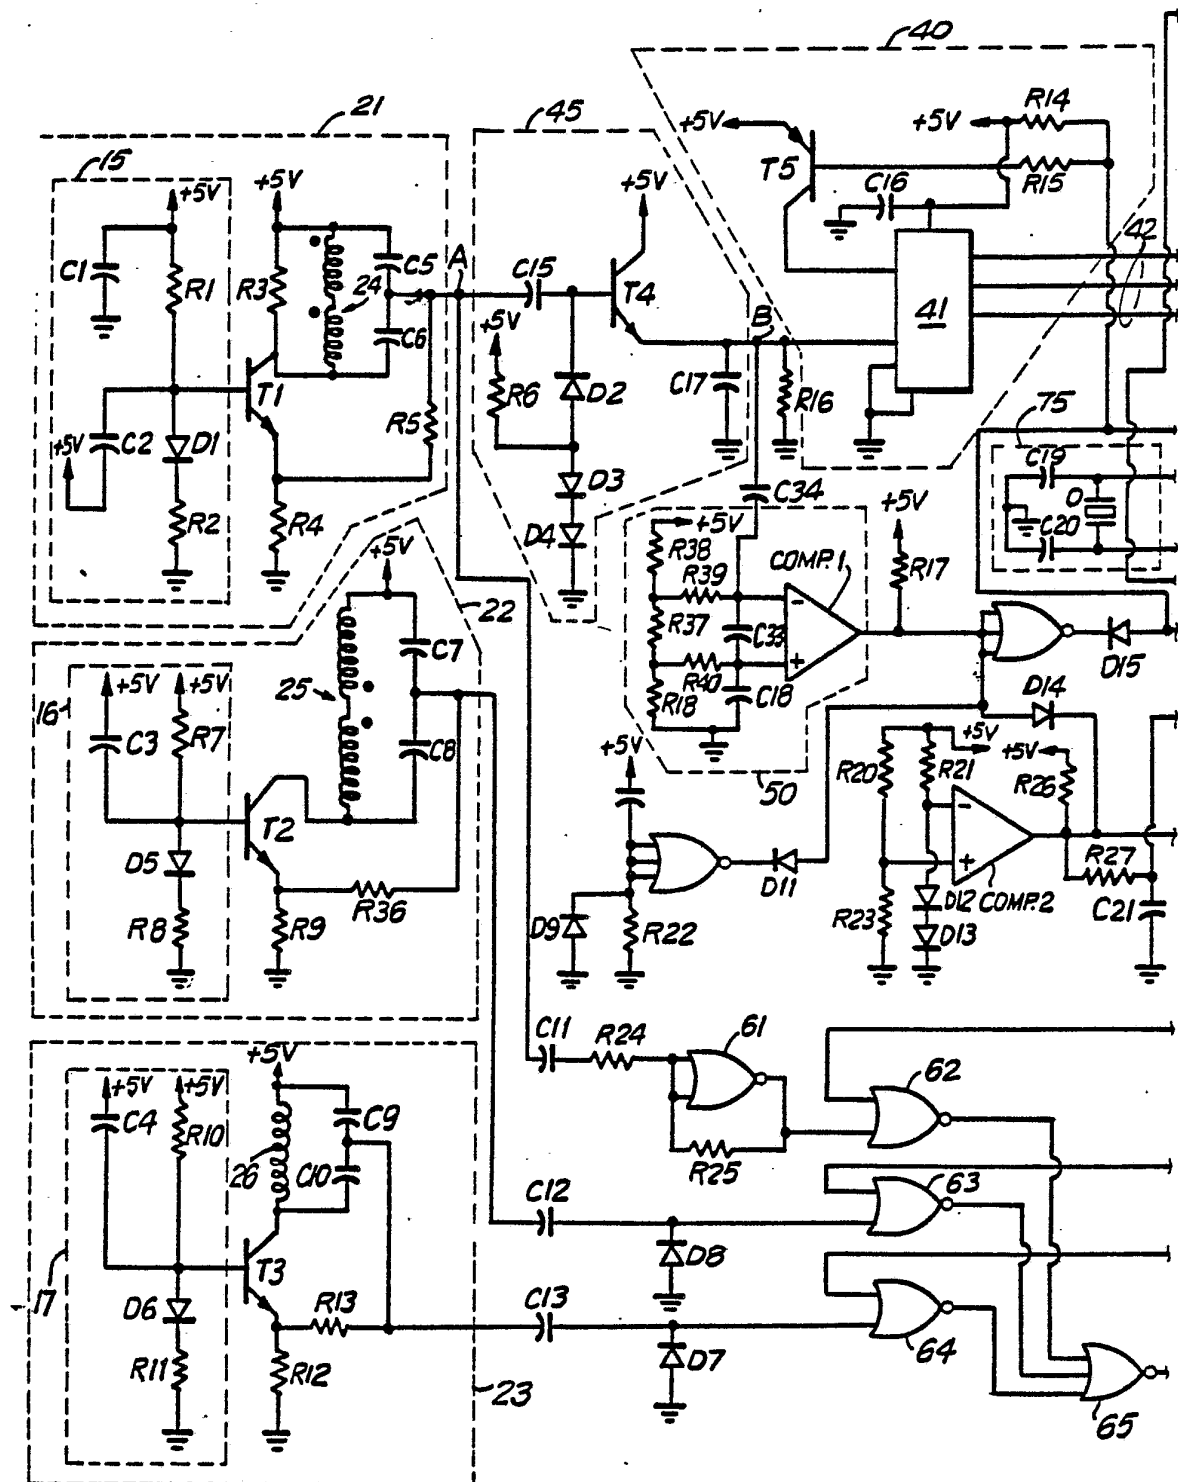 40
21
45
+5V
+5V
R14
15
T5
R15
+5V
+5V
+5V
C16
42
C1
R1
R3
C5
A
C15
24
T4
41
C6
+5V
B
T1
R6
D2
C17
R16
R5
75
+5V
C2
D1
C19
D3
C34
+5V
O
R2
R4
D4
+5V
C20
R38
COMP.1
+5V
R39
R17
22
-
R37
C33
C7
+
D15
25
R40
+5V
+5V
R18
C18
D14
16
C3
R7
C8
+5V
+5V
+5V
R20
R21
R26
50
T2
-
D5
+
R27
D11
R36
D12
COMP.2
C21
R8
R9
D9
R22
R23
D13
C11
R24
61
+5V
62
+5V
+5V
C4
C9
R10
26
C10
R25
63
C12
D8
T3
17
C13
D6
R13
64
R11
R12
D7
23
65